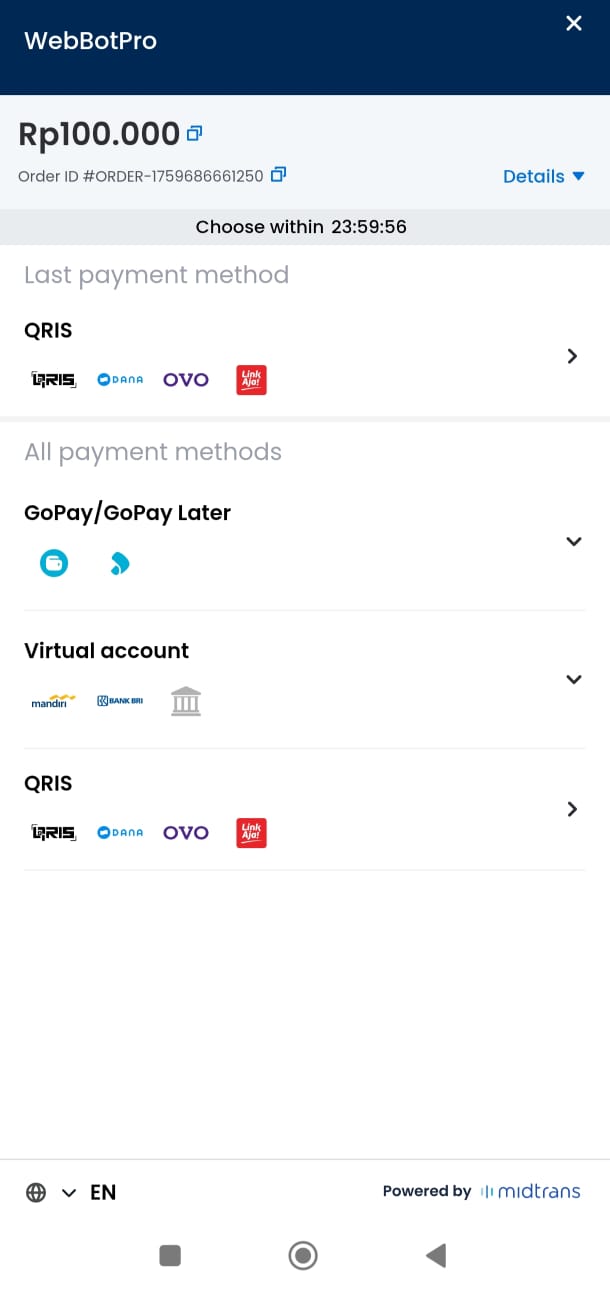 WebBotPro
Rp100.000
Order ID #ORDER-1759686661250
Details
Choose within 23:59:56
Last payment method
QRIS
QRIS DANA OVO Link Aja!
All payment methods
GoPay/GoPay Later
Virtual account
mandiri BANK BRI
QRIS
QRIS DANA OVO Link Aja!
EN
Powered by midtrans